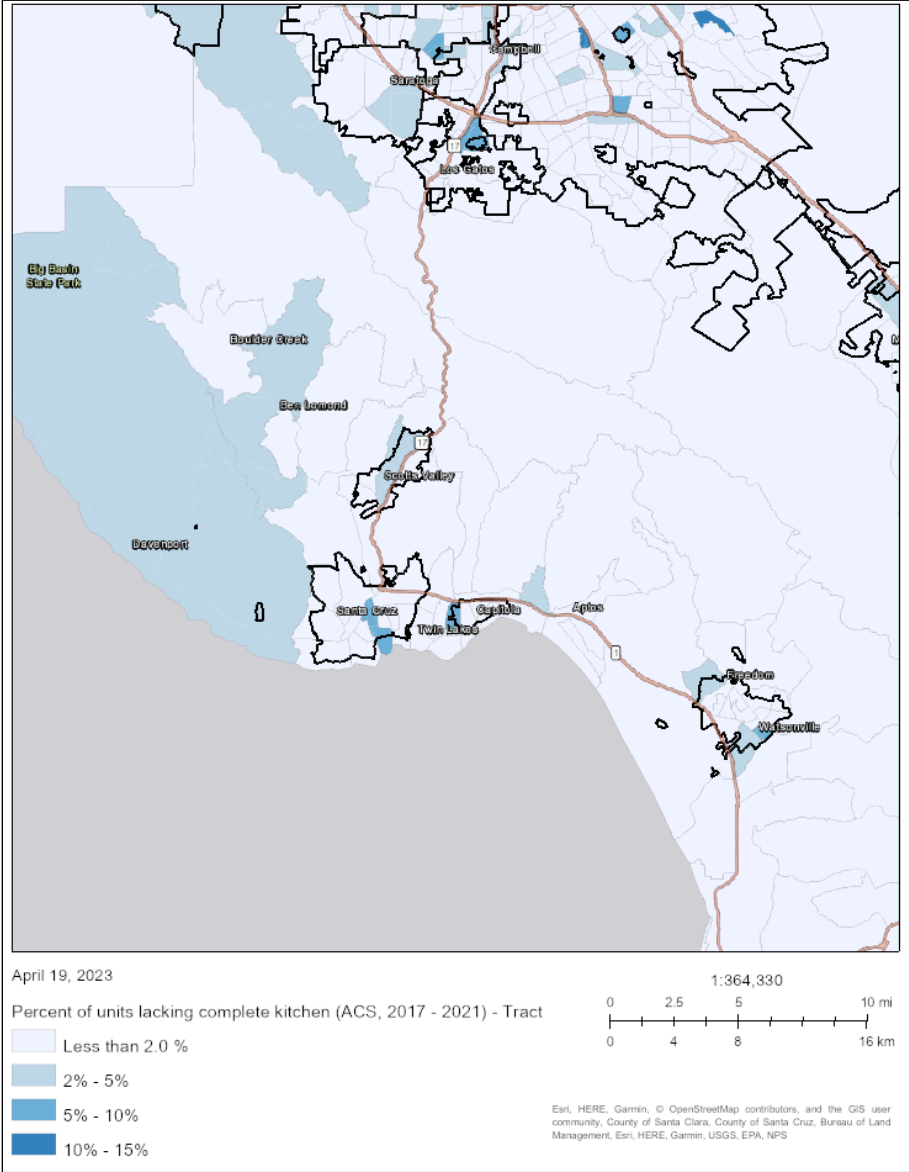 Campbell
Saratoga
17
Los Gatos
Big Basin
State Park
Boulder Creek
M
Ben Lomond
17
Scotts Valley
Davenport
Santa Cruz
Capitola
Aptos
Twin Lakes
1
Freedom
Watsonville
April 19, 2023
1:364,330
Percent of units lacking complete kitchen (ACS, 2017 - 2021) - Tract
0 2.5 5 10 mi
0 4 8 16 km
Less than 2.0 %
2% - 5%
5% - 10%
10% - 15%
Esri, HERE, Garmin, © OpenStreetMap contributors, and the GIS user
community, County of Santa Clara, County of Santa Cruz, Bureau of Land
Management, Esri, HERE, Garmin, USGS, EPA, NPS